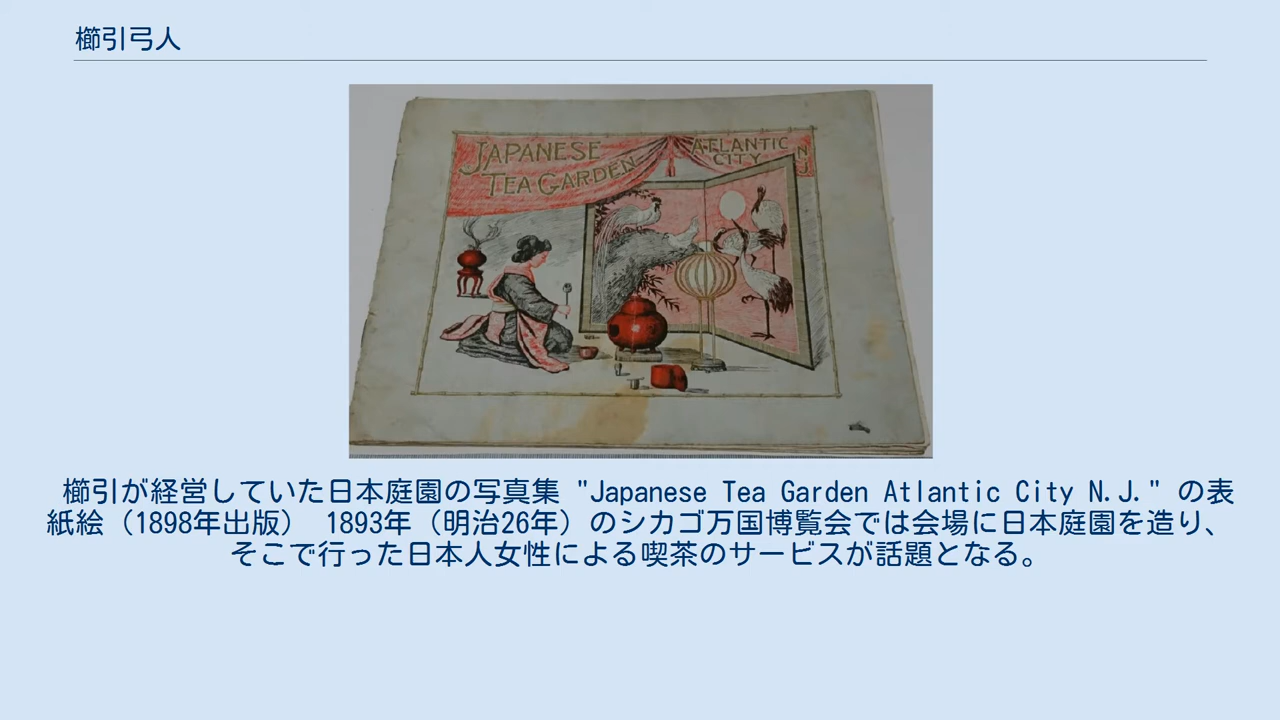 櫛引弓人
JAPANESE
TEA GARDEN
ATLANTIC
CITY
N
J
櫛引が経営していた日本庭園の写真集 "Japanese Tea Garden Atlantic City N.J." の表
紙絵（1898年出版） 1893年（明治26年）のシカゴ万国博覧会では会場に日本庭園を造り、
そこで行った日本人女性による喫茶のサービスが話題となる。